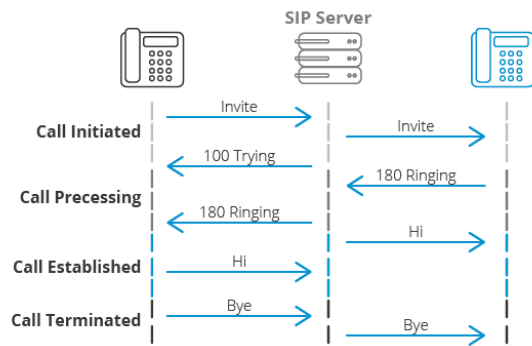 SIP Server
Invite
Call Initiated
Invite
100 Trying
180 Ringing
Call Precessing
180 Ringing
Hi
Call Established
Hi
Bye
Call Terminated
Bye